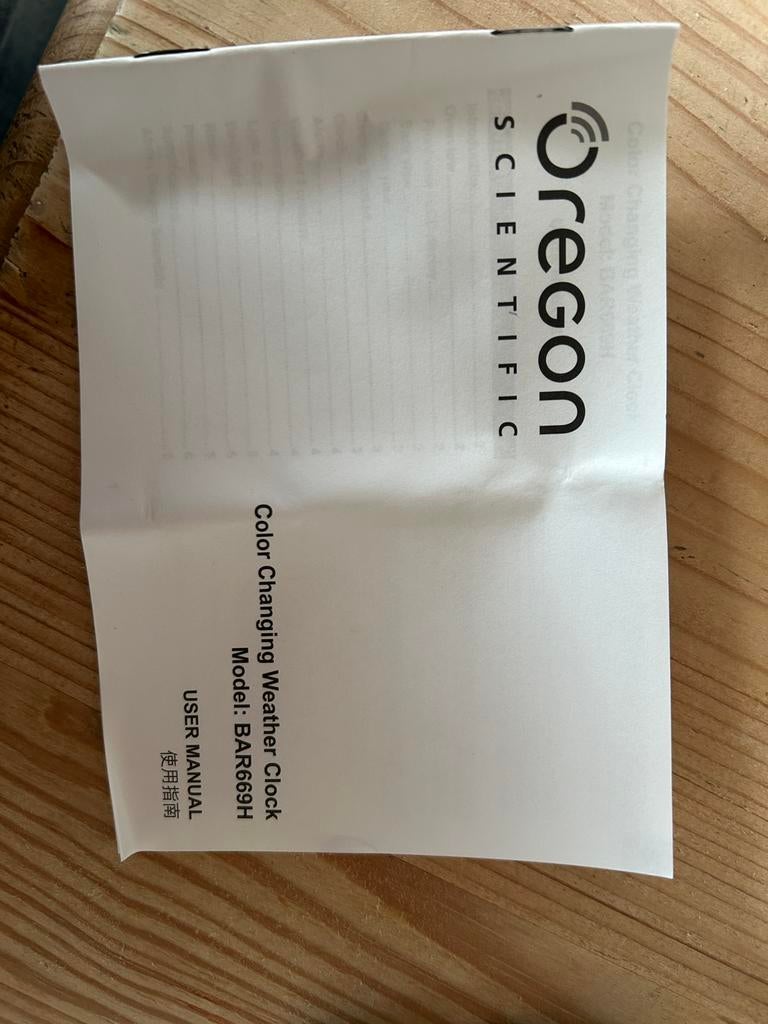 Oregon
SCIENTIFIC
Color Changing Weather Clock
Model: BAR669H
USER MANUAL
使用指南